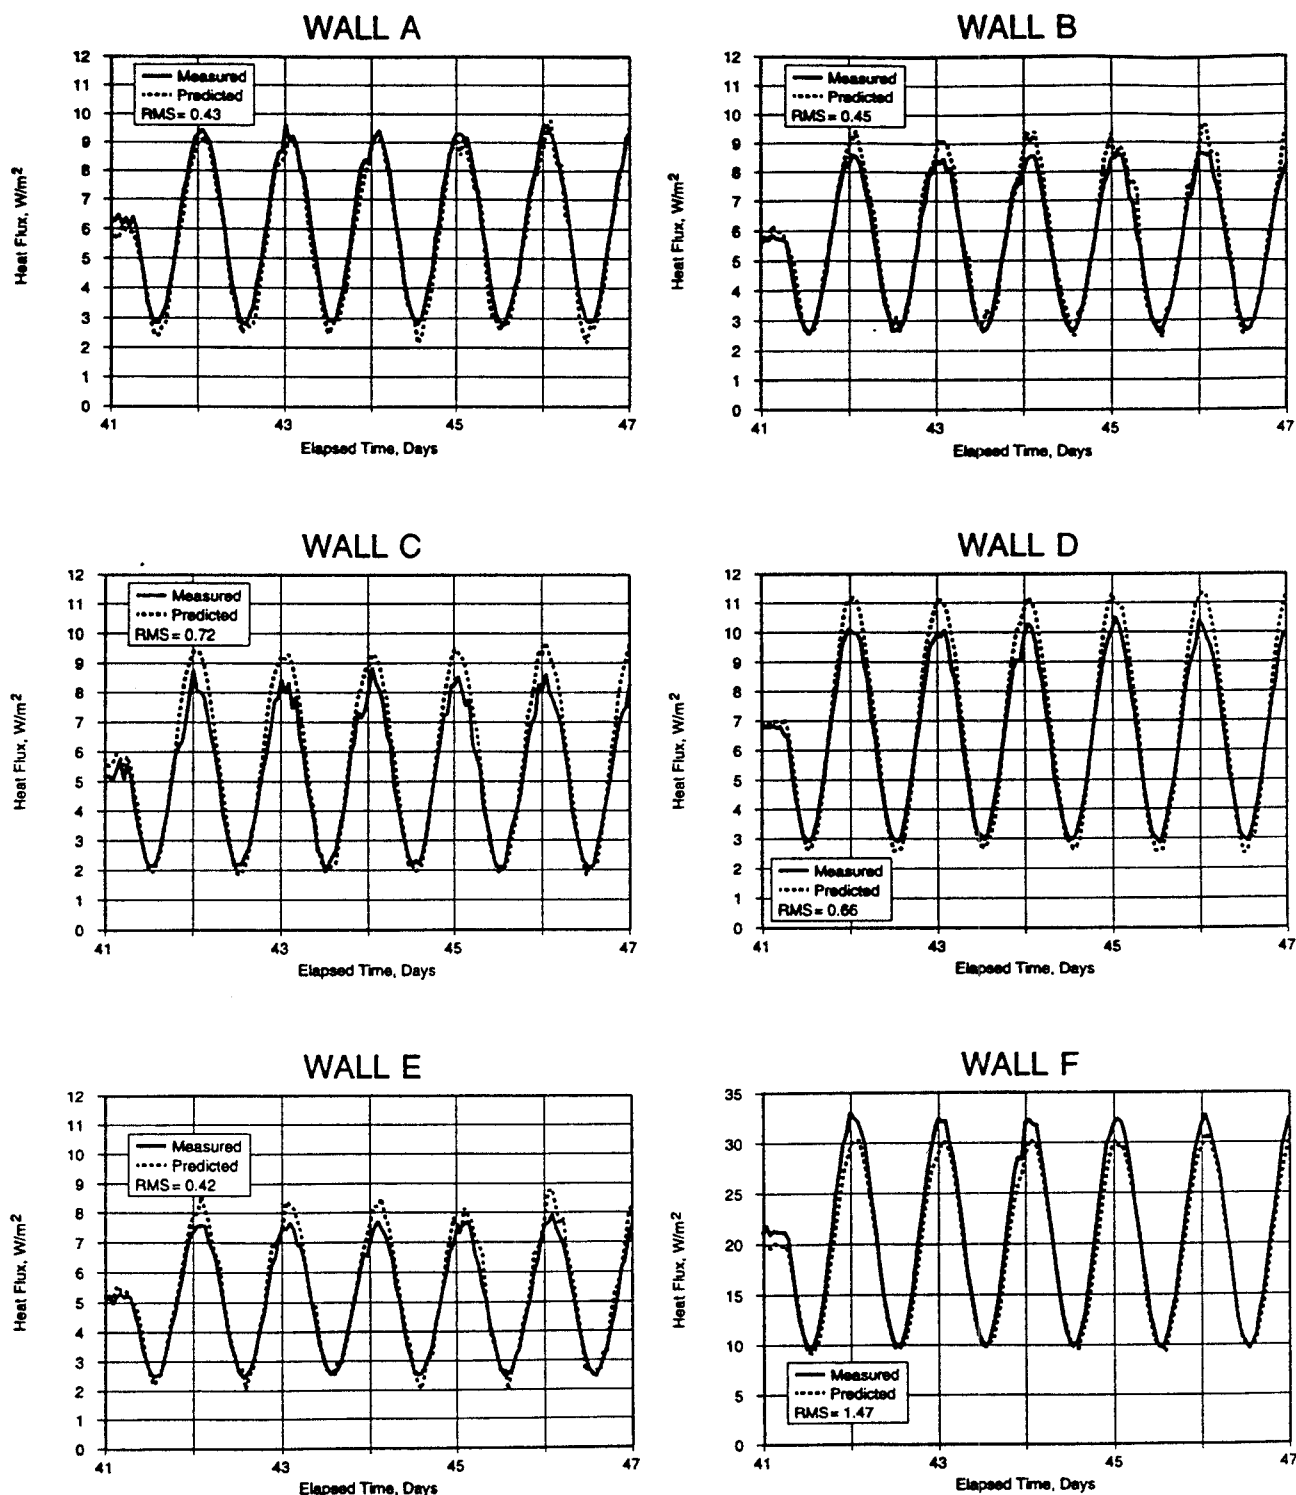 WALL A
12
11
10
9
8
7
6
5
4
3
2
1
0
Measured
Predicted
RMS= 0.43
Heat Flux, W/m²
41
43
45
47
Elapsed Time, Days
WALL B
12
11
10
9
8
7
6
5
4
3
2
1
0
Measured
Predicted
RMS= 0.45
Heat Flux, W/m²
41
43
45
47
Elapsed Time, Days
WALL C
12
11
10
9
8
7
6
5
4
3
2
1
0
Measured
Predicted
RMS= 0.72
Heat Flux, W/m²
41
43
45
47
Elapsed Time, Days
WALL D
12
11
10
9
8
7
6
5
4
3
2
1
0
Measured
Predicted
RMS= 0.66
Heat Flux, W/m²
41
43
45
47
Elapsed Time, Days
WALL E
12
11
10
9
8
7
6
5
4
3
2
1
0
Measured
Predicted
RMS= 0.42
Heat Flux, W/m²
41
43
45
47
Elapsed Time, Days
WALL F
35
30
25
20
15
10
5
0
Measured
Predicted
RMS= 1.47
Heat Flux, W/m²
41
43
45
47
Elapsed Time, Days